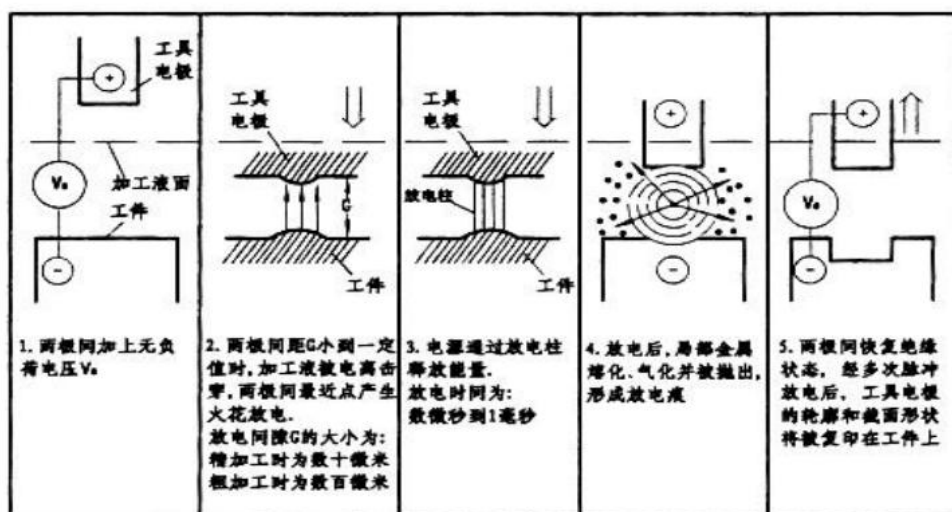 工具
电极
+
V₀
加工液面
工件
−
1. 两极间加上无负
荷电压V₀
工具
电极
G
工件
2. 两极间距G小到一定
值时, 加工液被电离击
穿, 两极间最近点产生
火花放电.
放电间隙G的大小为:
精加工时为数十微米
粗加工时为数百微米
工具
电极
放电柱
工件
3. 电源通过放电柱
释放能量.
放电时间为:
数微秒到1毫秒
+
−
4. 放电后, 局部金属
熔化、气化并被抛出,
形成放电痕
+
V₀
−
5. 两极间恢复绝缘
状态, 经多次脉冲
放电后, 工具电极
的轮廓和截面形状
将被复印在工件上